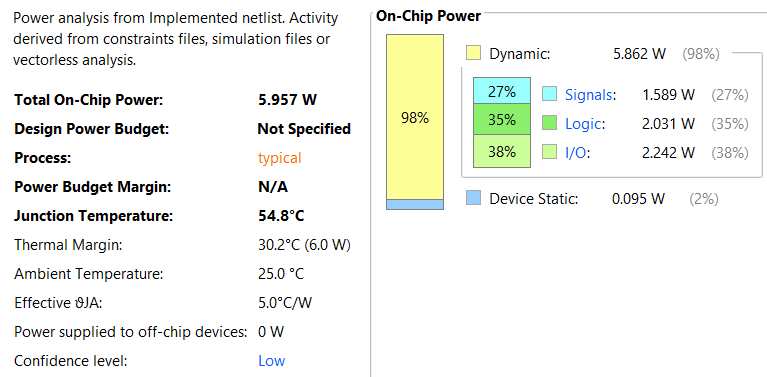 Power analysis from Implemented netlist. Activity
derived from constraints files, simulation files or
vectorless analysis.
Total On-Chip Power: 5.957 W
Design Power Budget: Not Specified
Process: typical
Power Budget Margin: N/A
Junction Temperature: 54.8°C
Thermal Margin: 30.2°C (6.0 W)
Ambient Temperature: 25.0 °C
Effective ϑJA: 5.0°C/W
Power supplied to off-chip devices: 0 W
Confidence level: Low
On-Chip Power
98%
Dynamic: 5.862 W (98%)
27% Signals: 1.589 W (27%)
35% Logic: 2.031 W (35%)
38% I/O: 2.242 W (38%)
Device Static: 0.095 W (2%)